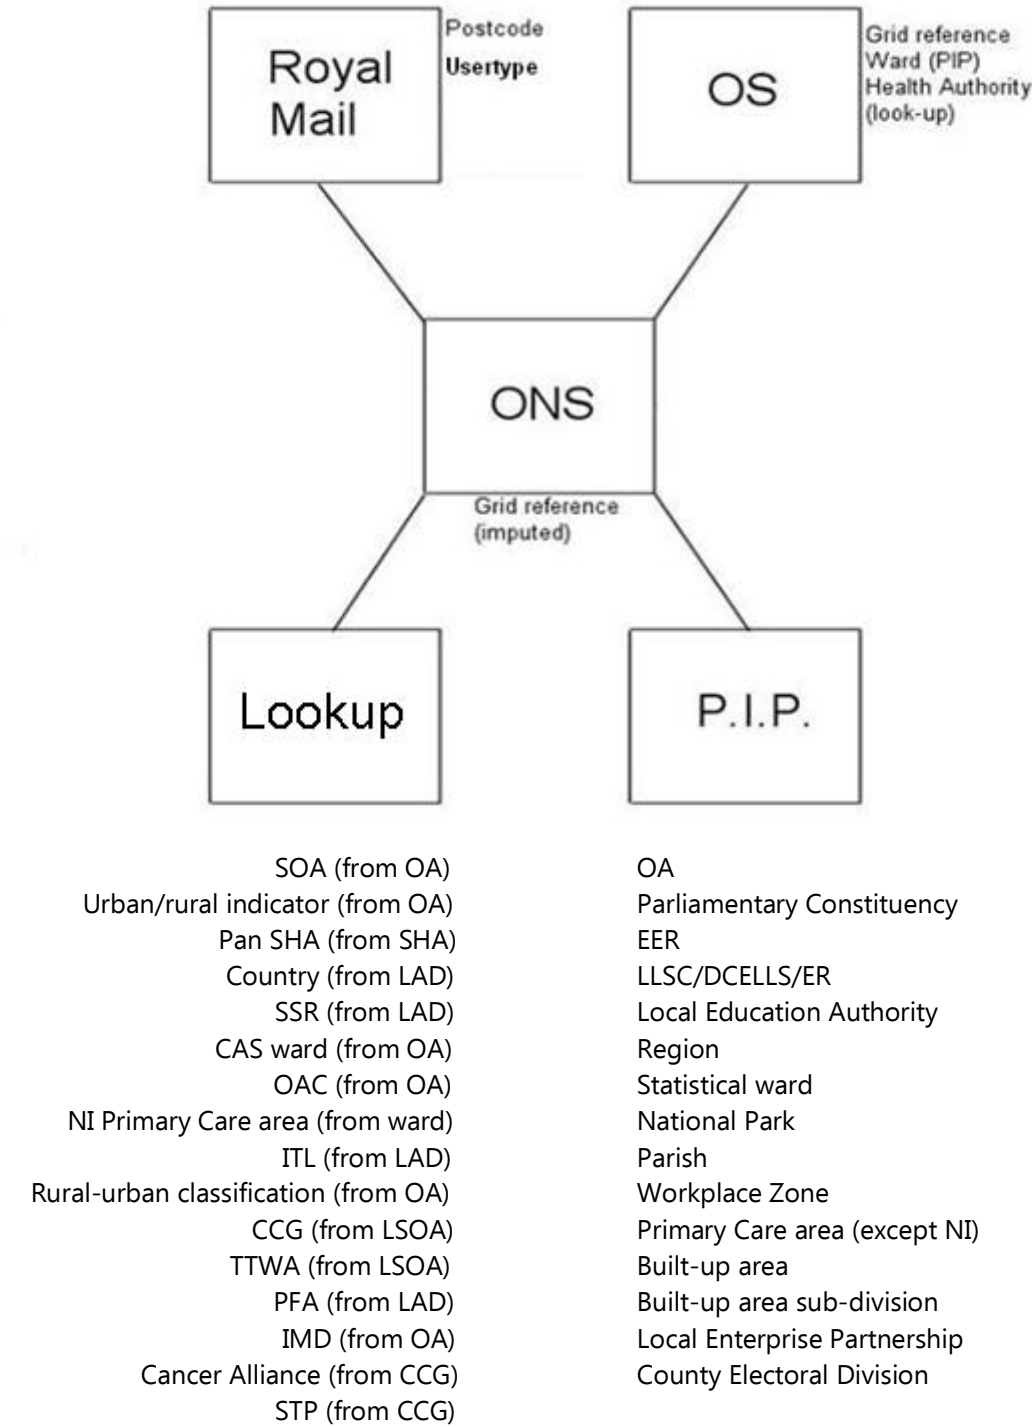 Royal
Mail
Postcode
Usertype
OS
Grid reference
Ward (PIP)
Health Authority
(look-up)
ONS
Grid reference
(imputed)
Lookup
P.I.P.
SOA (from OA)
Urban/rural indicator (from OA)
Pan SHA (from SHA)
Country (from LAD)
SSR (from LAD)
CAS ward (from OA)
OAC (from OA)
NI Primary Care area (from ward)
ITL (from LAD)
Rural-urban classification (from OA)
CCG (from LSOA)
TTWA (from LSOA)
PFA (from LAD)
IMD (from OA)
Cancer Alliance (from CCG)
STP (from CCG)
OA
Parliamentary Constituency
EER
LLSC/DCELLS/ER
Local Education Authority
Region
Statistical ward
National Park
Parish
Workplace Zone
Primary Care area (except NI)
Built-up area
Built-up area sub-division
Local Enterprise Partnership
County Electoral Division